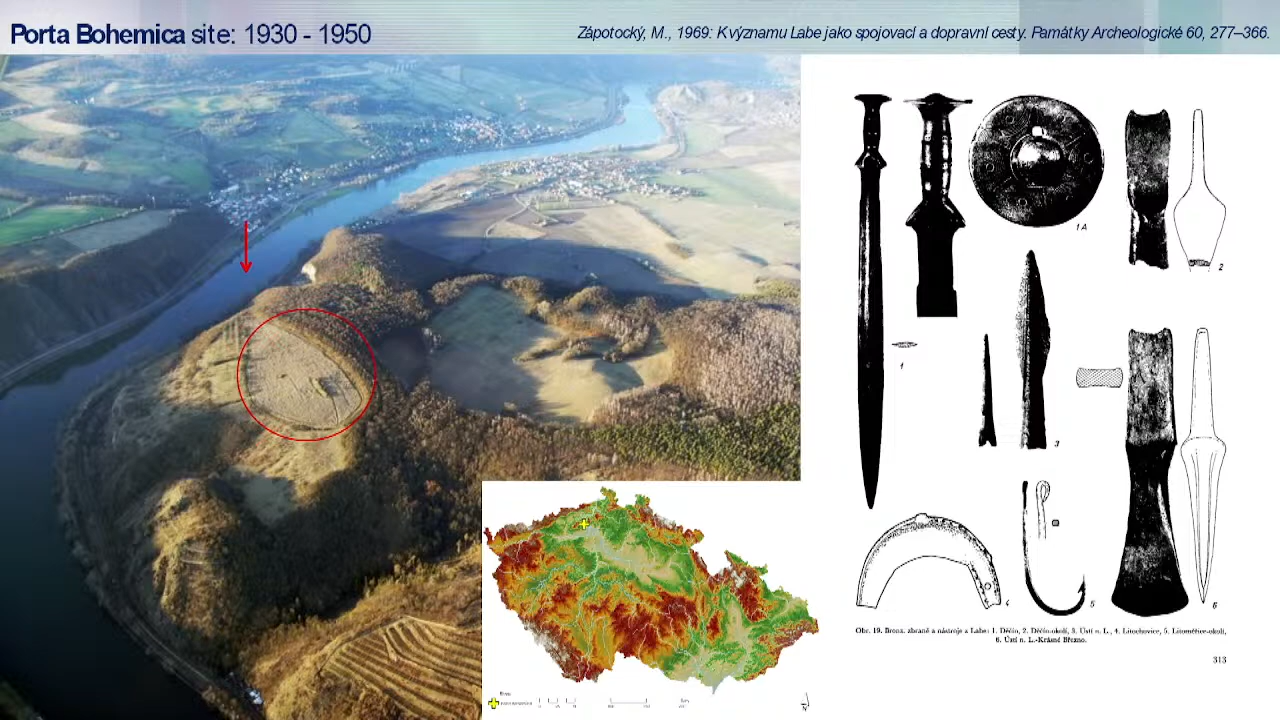 Porta Bohemica site: 1930 - 1950
Zápotocký, M., 1969: K významu Labe jako spojovací a dopravní cesty. Památky Archeologické 60, 277–366.
1 A
2
1
3
4
5
6
Obr. 19. Bronz. zbraně a nástroje z Labe: 1. Děčín, 2. Děčín-okolí, 3. Ústí n. L., 4. Litochovice, 5. Litoměřice-okolí,
6. Ústí n. L.-Krásné Březno.
313